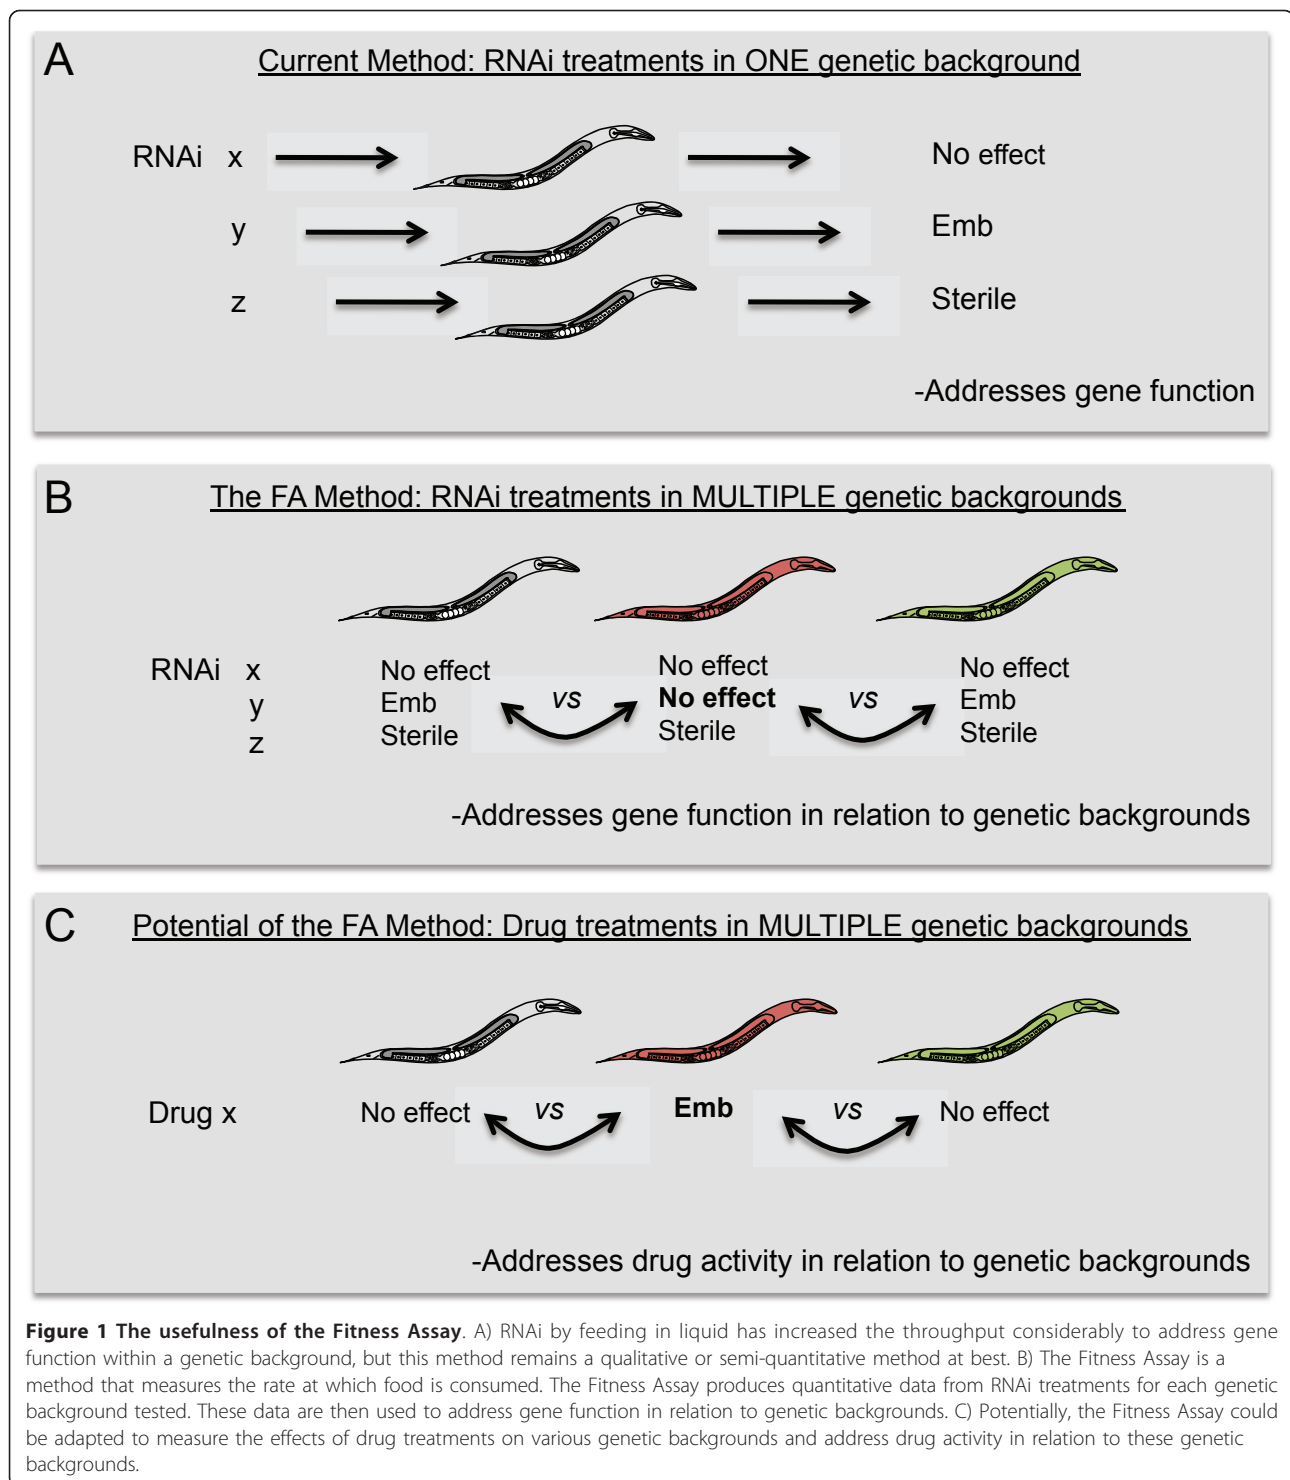 A
Current Method: RNAi treatments in ONE genetic background
RNAi x No effect
y Emb
z Sterile
-Addresses gene function
B
The FA Method: RNAi treatments in MULTIPLE genetic backgrounds
RNAi x No effect No effect No effect
y Emb vs No effect vs Emb
z Sterile Sterile Sterile
-Addresses gene function in relation to genetic backgrounds
C
Potential of the FA Method: Drug treatments in MULTIPLE genetic backgrounds
Drug x No effect vs Emb vs No effect
-Addresses drug activity in relation to genetic backgrounds
Figure 1 The usefulness of the Fitness Assay. A) RNAi by feeding in liquid has increased the throughput considerably to address gene
function within a genetic background, but this method remains a qualitative or semi-quantitative method at best. B) The Fitness Assay is a
method that measures the rate at which food is consumed. The Fitness Assay produces quantitative data from RNAi treatments for each genetic
background tested. These data are then used to address gene function in relation to genetic backgrounds. C) Potentially, the Fitness Assay could
be adapted to measure the effects of drug treatments on various genetic backgrounds and address drug activity in relation to these genetic
backgrounds.